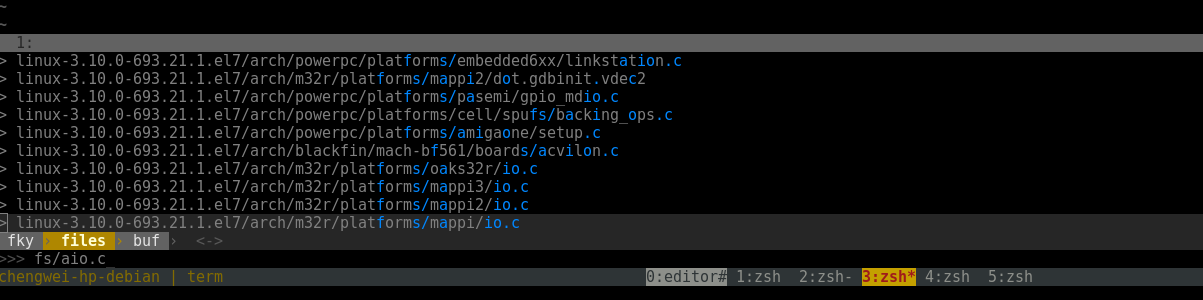 ~
~
1:
> linux-3.10.0-693.21.1.el7/arch/powerpc/platforms/embedded6xx/linkstation.c
> linux-3.10.0-693.21.1.el7/arch/m32r/platforms/mappi2/dot.gdbinit.vdec2
> linux-3.10.0-693.21.1.el7/arch/powerpc/platforms/pasemi/gpio_mdio.c
> linux-3.10.0-693.21.1.el7/arch/powerpc/platforms/cell/spufs/backing_ops.c
> linux-3.10.0-693.21.1.el7/arch/powerpc/platforms/amigaone/setup.c
> linux-3.10.0-693.21.1.el7/arch/blackfin/mach-bf561/boards/acvilon.c
> linux-3.10.0-693.21.1.el7/arch/m32r/platforms/oaks32r/io.c
> linux-3.10.0-693.21.1.el7/arch/m32r/platforms/mappi3/io.c
> linux-3.10.0-693.21.1.el7/arch/m32r/platforms/mappi2/io.c
> linux-3.10.0-693.21.1.el7/arch/m32r/platforms/mappi/io.c
fky › files › buf › <->
>>> fs/aio.c_
chengwei-hp-debian | term 0:editor# 1:zsh 2:zsh- 3:zsh* 4:zsh 5:zsh